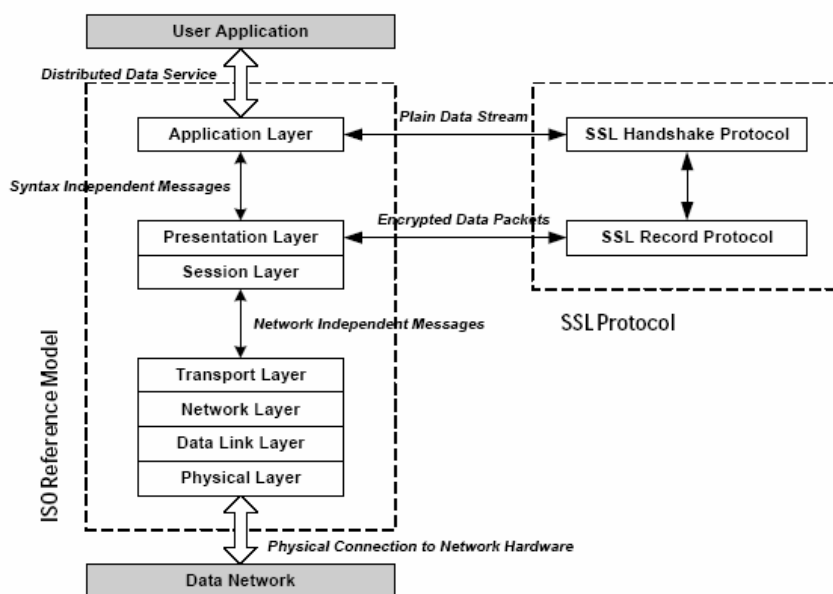 User Application
Distributed Data Service
Application Layer
Plain Data Stream
SSL Handshake Protocol
Syntax Independent Messages
Encrypted Data Packets
Presentation Layer
SSL Record Protocol
Session Layer
Network Independent Messages
SSL Protocol
Transport Layer
Network Layer
Data Link Layer
Physical Layer
ISO Reference Model
Physical Connection to Network Hardware
Data Network